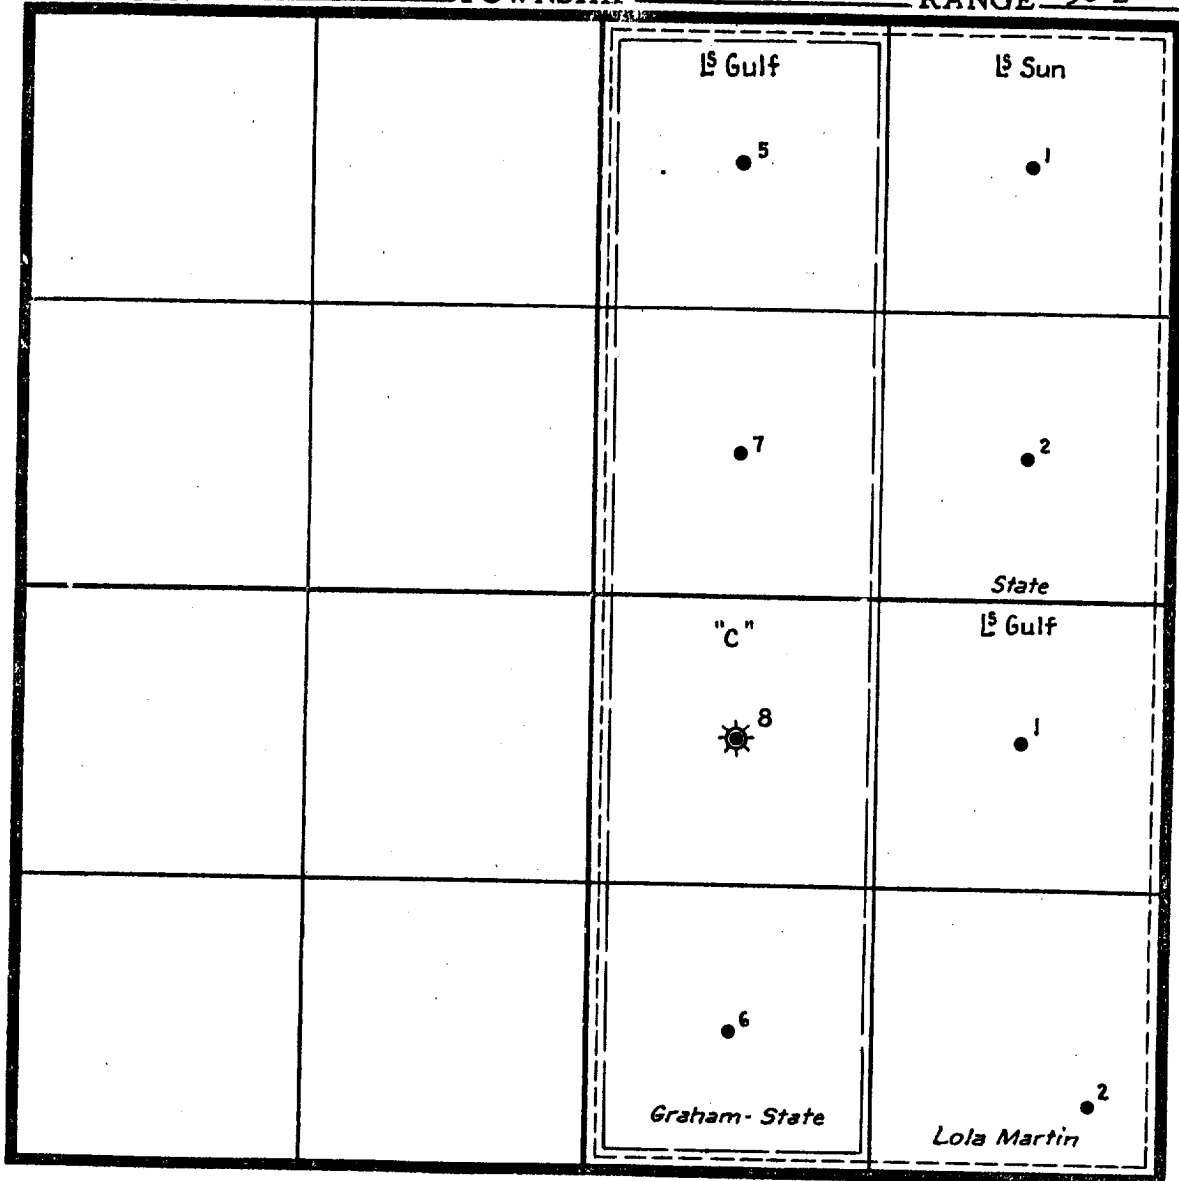 TOWNSHIP RANGE
Ls Gulf
Ls Sun
5
1
7
2
State
"C"
Ls Gulf
8
1
6
2
Graham-State
Lola Martin